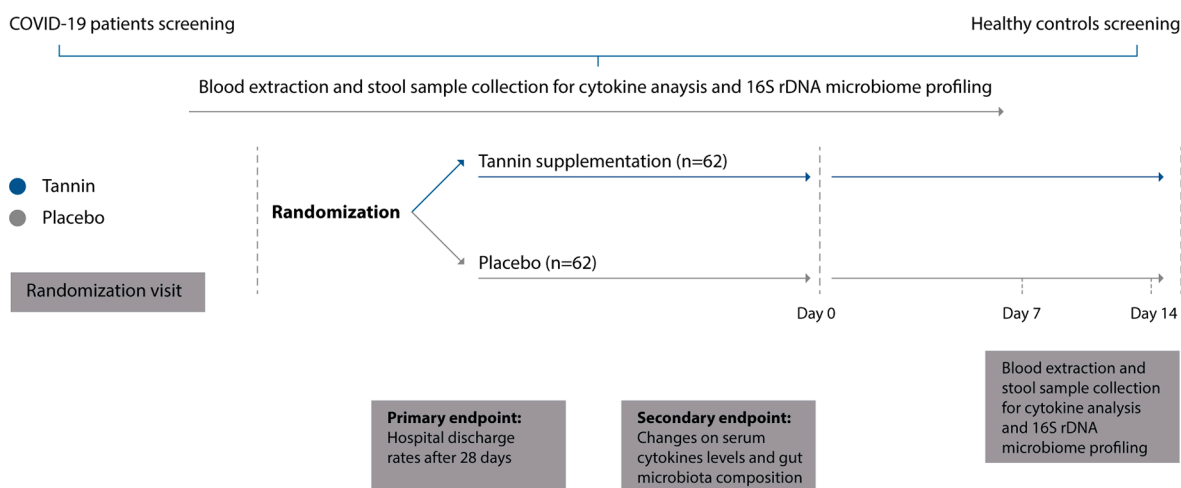 COVID-19 patients screening
Healthy controls screening
Blood extraction and stool sample collection for cytokine anaysis and 16S rDNA microbiome profiling
Tannin
Placebo
Randomization visit
Randomization
Tannin supplementation (n=62)
Placebo (n=62)
Day 0
Day 7
Day 14
Primary endpoint:
Hospital discharge
rates after 28 days
Secondary endpoint:
Changes on serum
cytokines levels and gut
microbiota composition
Blood extraction and
stool sample collection
for cytokine analysis
and 16S rDNA
microbiome profiling